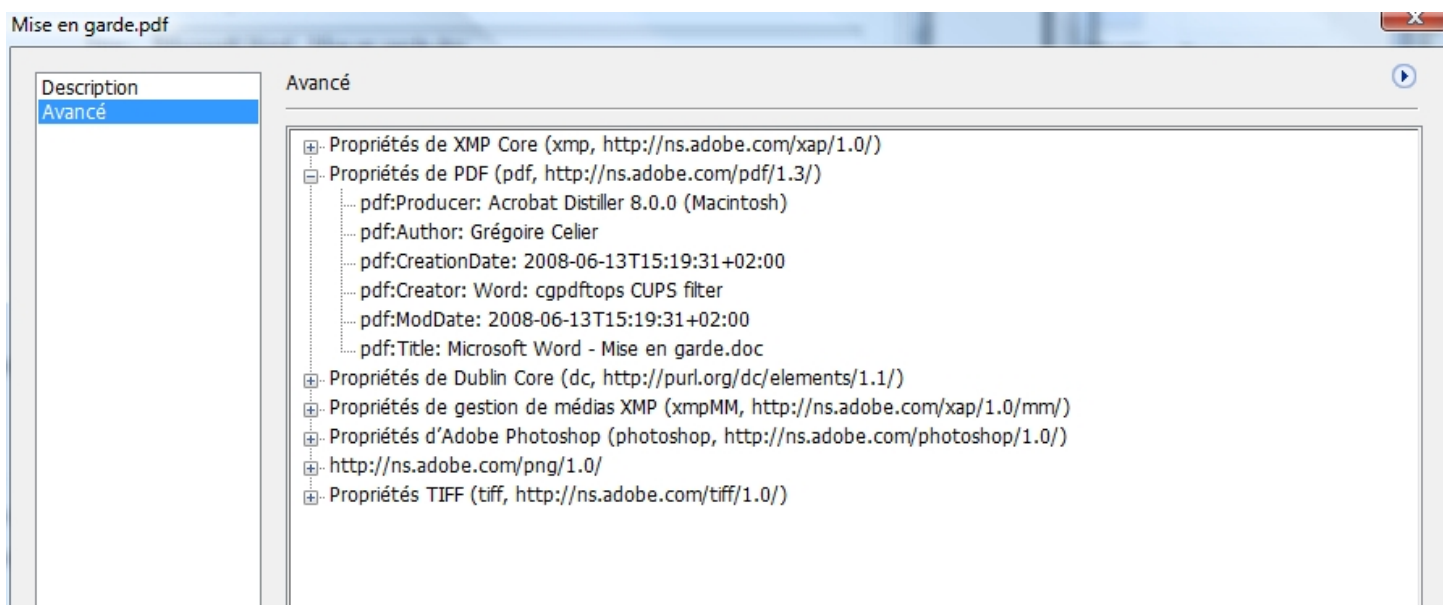 Mise en garde.pdf
Description
Avancé
Avancé
Propriétés de XMP Core (xmp, http://ns.adobe.com/xap/1.0/)
Propriétés de PDF (pdf, http://ns.adobe.com/pdf/1.3/)
pdf:Producer: Acrobat Distiller 8.0.0 (Macintosh)
pdf:Author: Grégoire Celier
pdf:CreationDate: 2008-06-13T15:19:31+02:00
pdf:Creator: Word: cgpdftops CUPS filter
pdf:ModDate: 2008-06-13T15:19:31+02:00
pdf:Title: Microsoft Word - Mise en garde.doc
Propriétés de Dublin Core (dc, http://purl.org/dc/elements/1.1/)
Propriétés de gestion de médias XMP (xmpMM, http://ns.adobe.com/xap/1.0/mm/)
Propriétés d’Adobe Photoshop (photoshop, http://ns.adobe.com/photoshop/1.0/)
http://ns.adobe.com/png/1.0/
Propriétés TIFF (tiff, http://ns.adobe.com/tiff/1.0/)